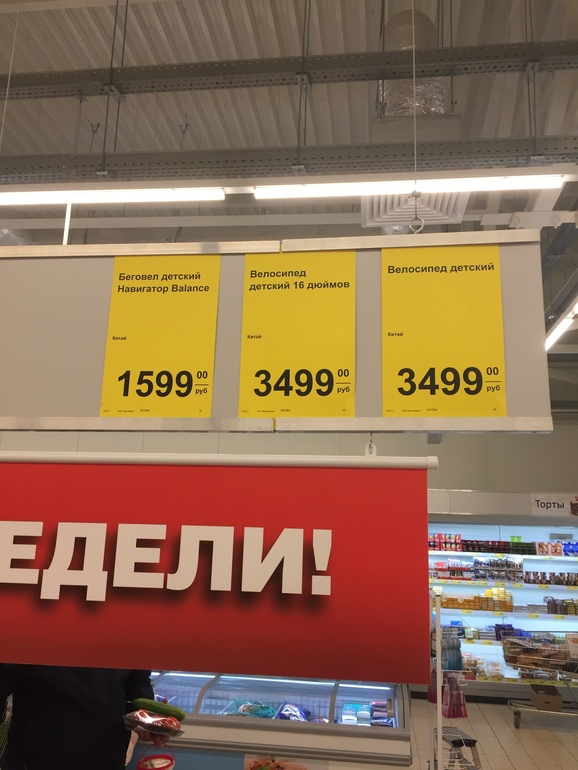 Беговел детский
Навигатор Balance
Китай
1599 00
руб
Велосипед
детский 16 дюймов
Китай
3499 00
руб
Велосипед детский
Китай
3499 00
руб
ЕДЕЛИ!
Торты